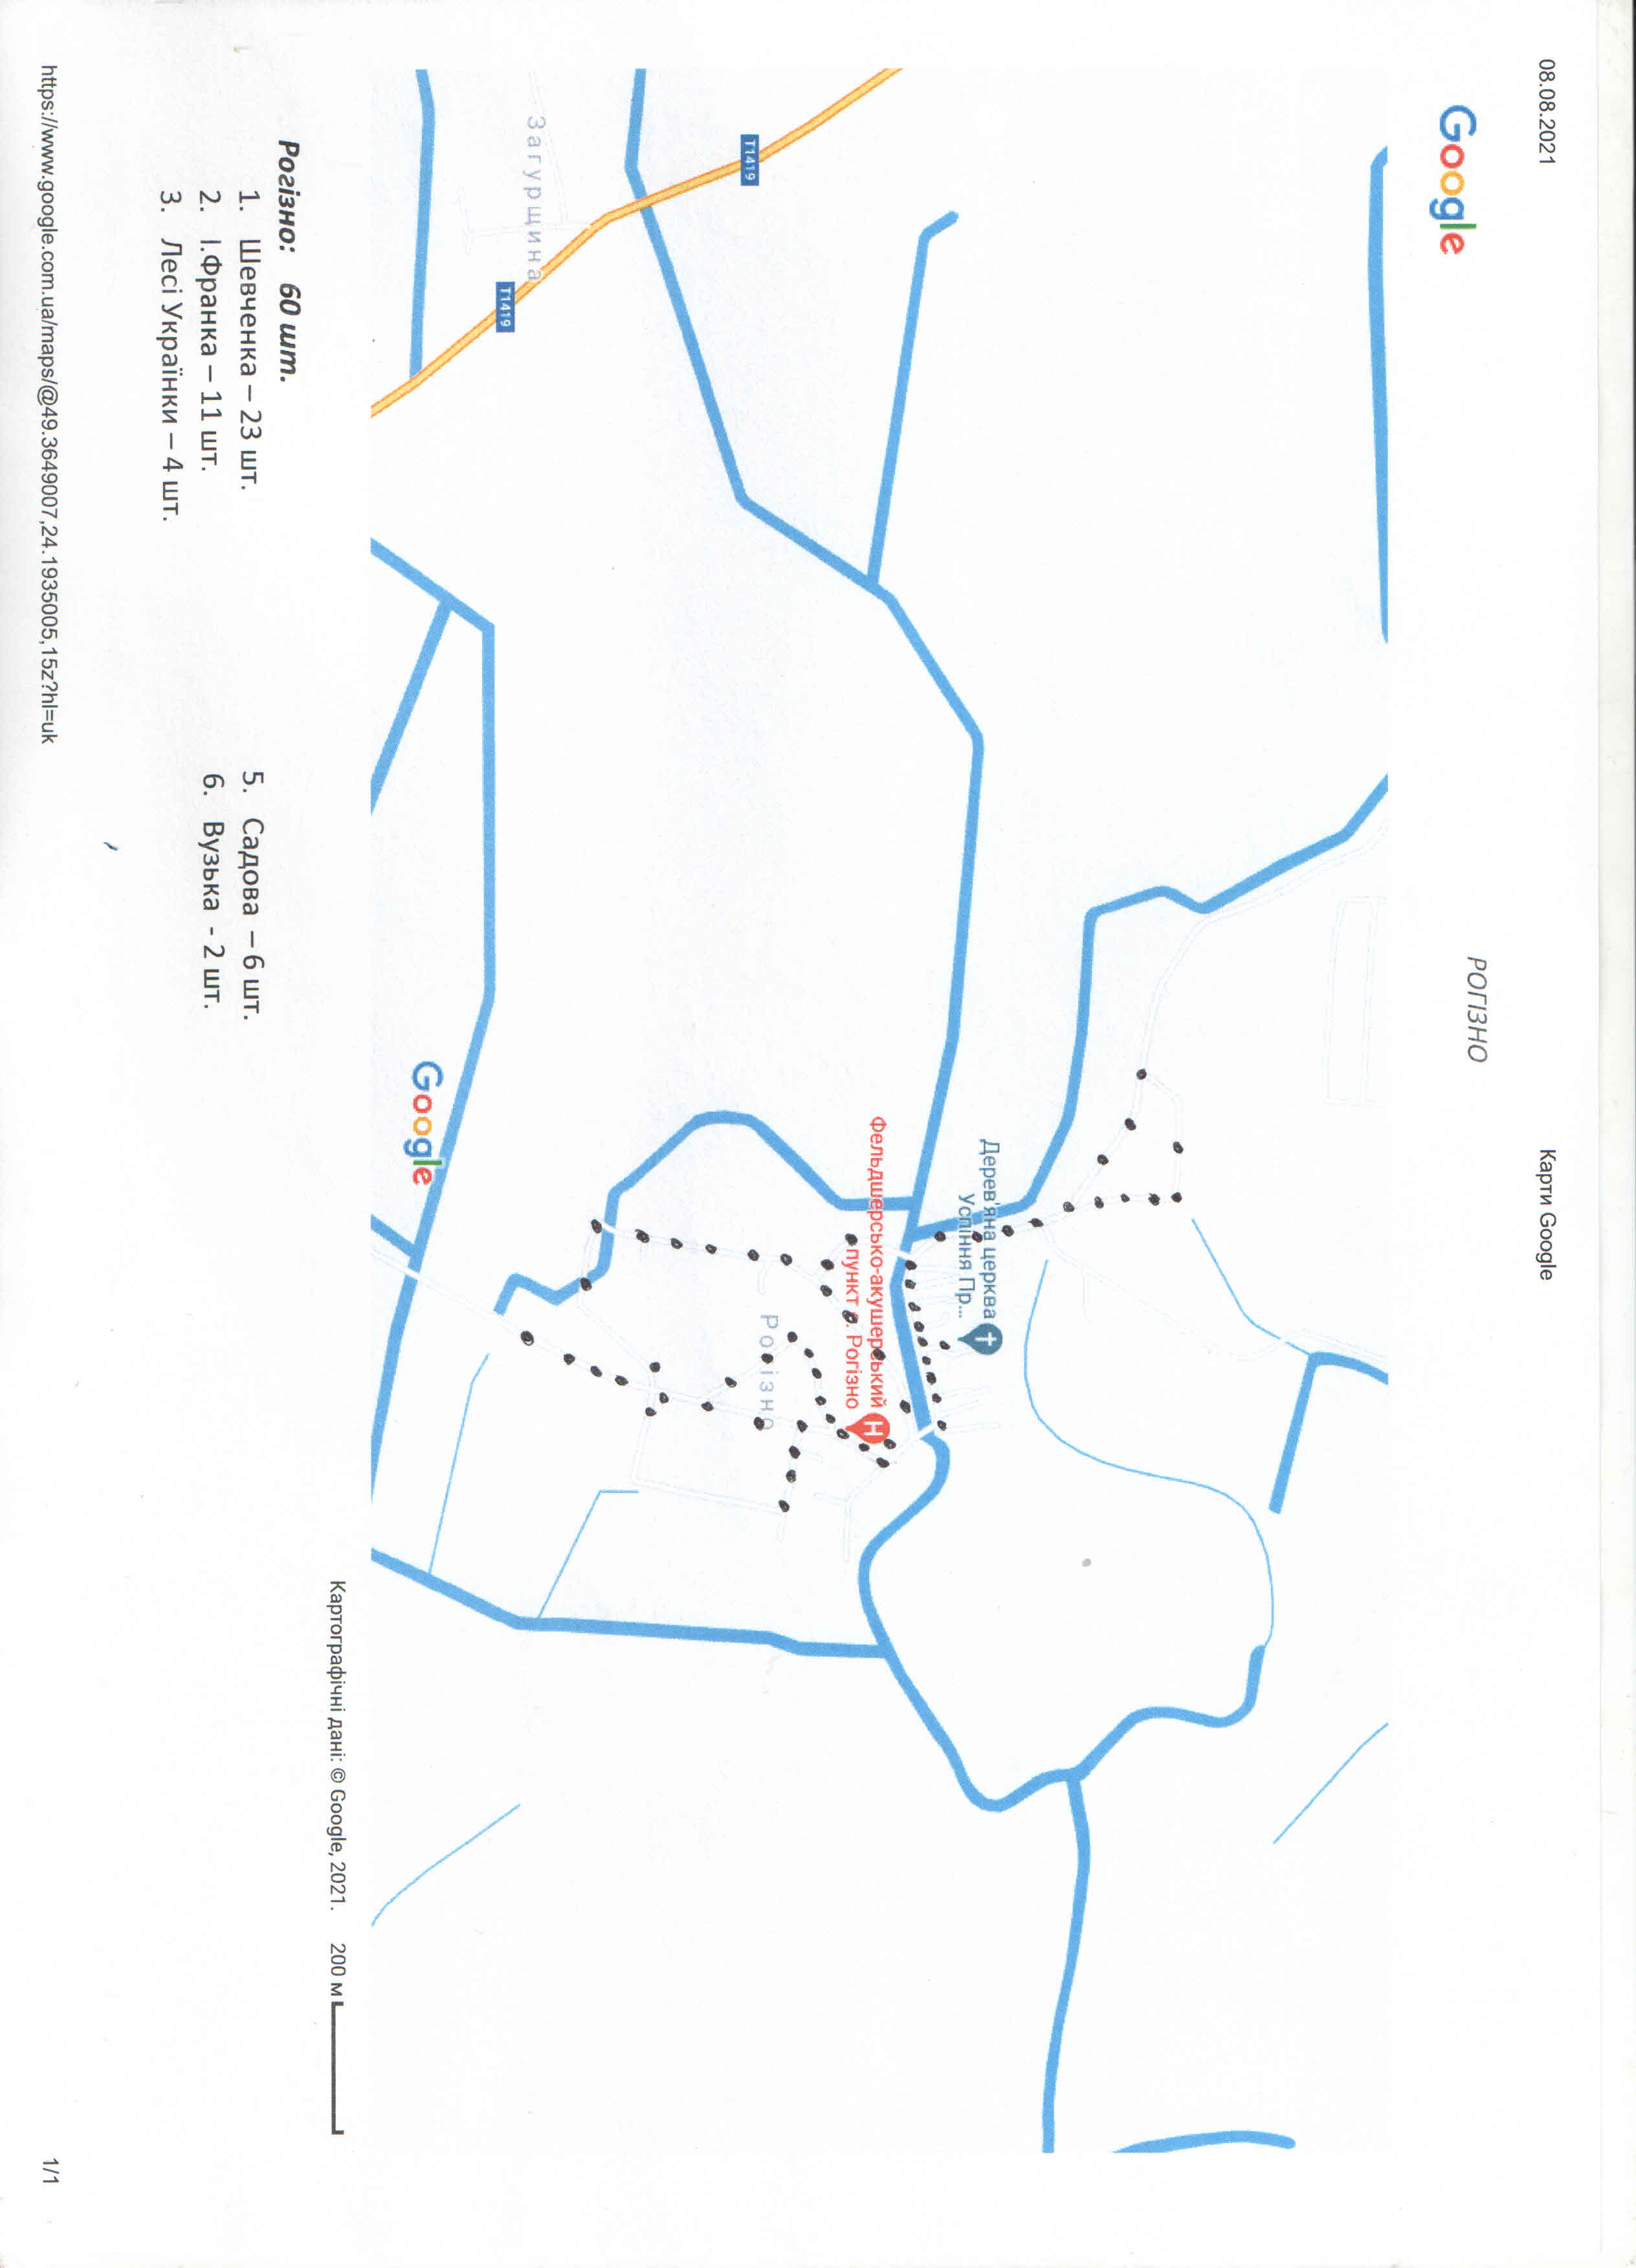 08.08.2021
Карти Google
РОГІЗНО
Google
Дерев'яна церква
Успіння Пр...
Фельдшерсько-акушерський
пункт с. Рогізно
Рогізно
T1419
Загурщина
T1419
Google
Картографічні дані: © Google, 2021. 200 м
Рогізно: 60 шт.
1. Шевченка – 23 шт.
2. І.Франка – 11 шт.
3. Лесі Українки – 4 шт.
5. Садова – 6 шт.
6. Вузька - 2 шт.
https://www.google.com.ua/maps/@49.3649007,24.1935005,15z?hl=uk
1/1